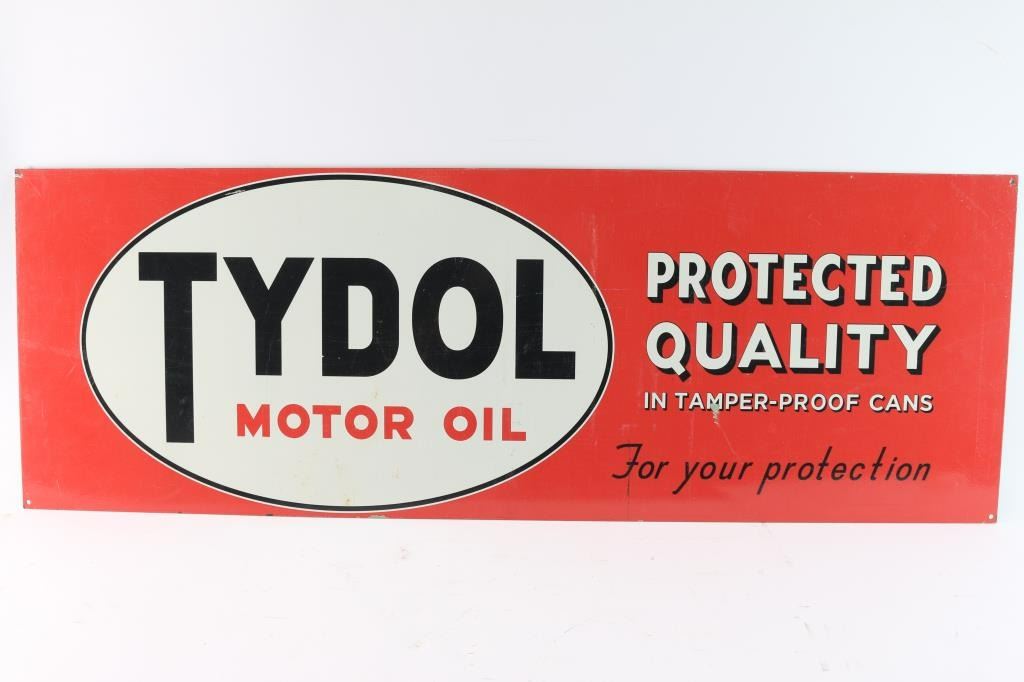 TYDOL
MOTOR OIL
PROTECTED
QUALITY
IN TAMPER-PROOF CANS
For your protection